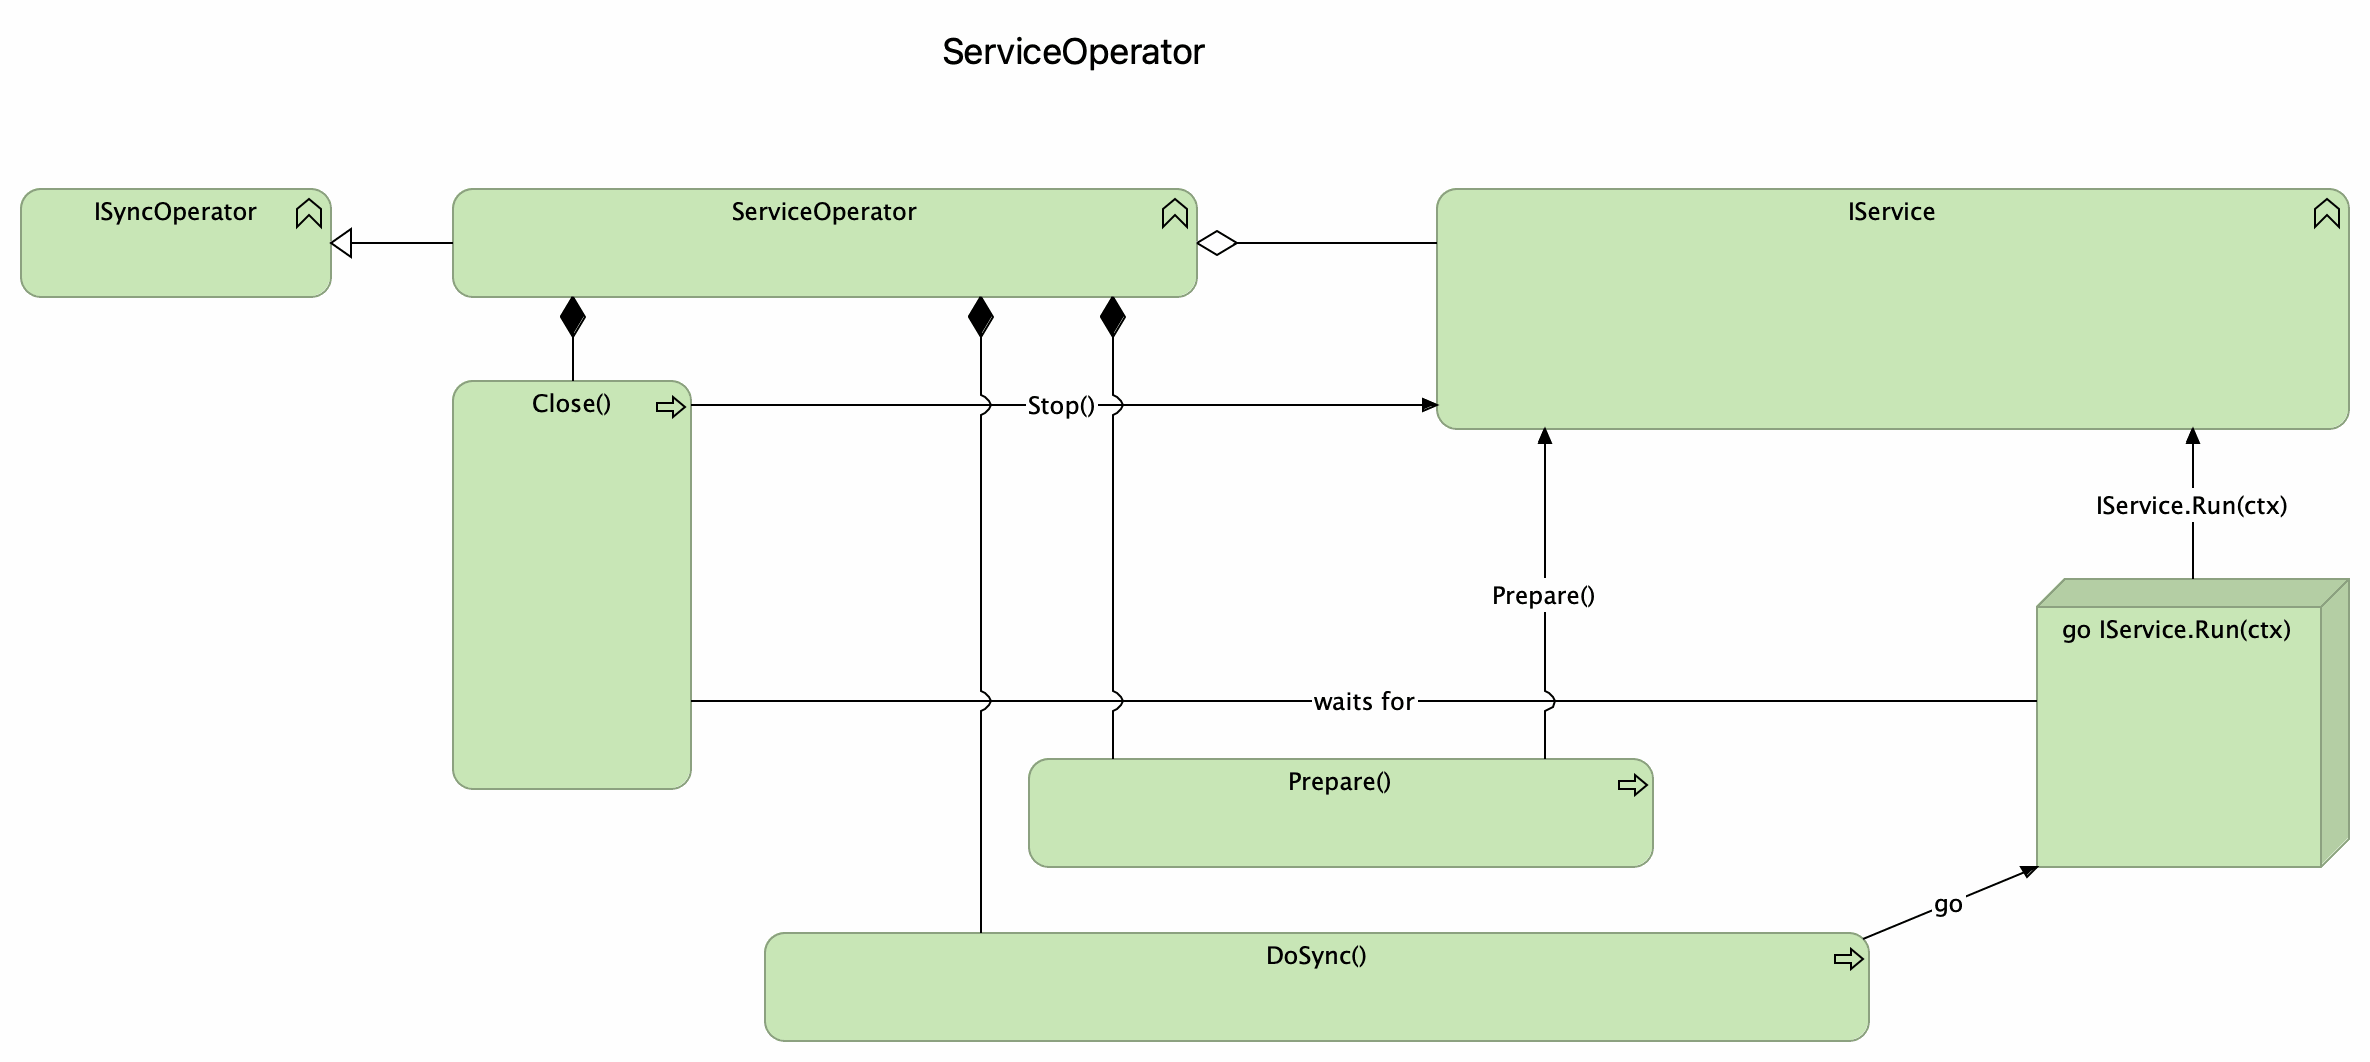 ServiceOperator
ISyncOperator
ServiceOperator
IService
Close()
Stop()
IService.Run(ctx)
Prepare()
go IService.Run(ctx)
waits for
Prepare()
go
DoSync()